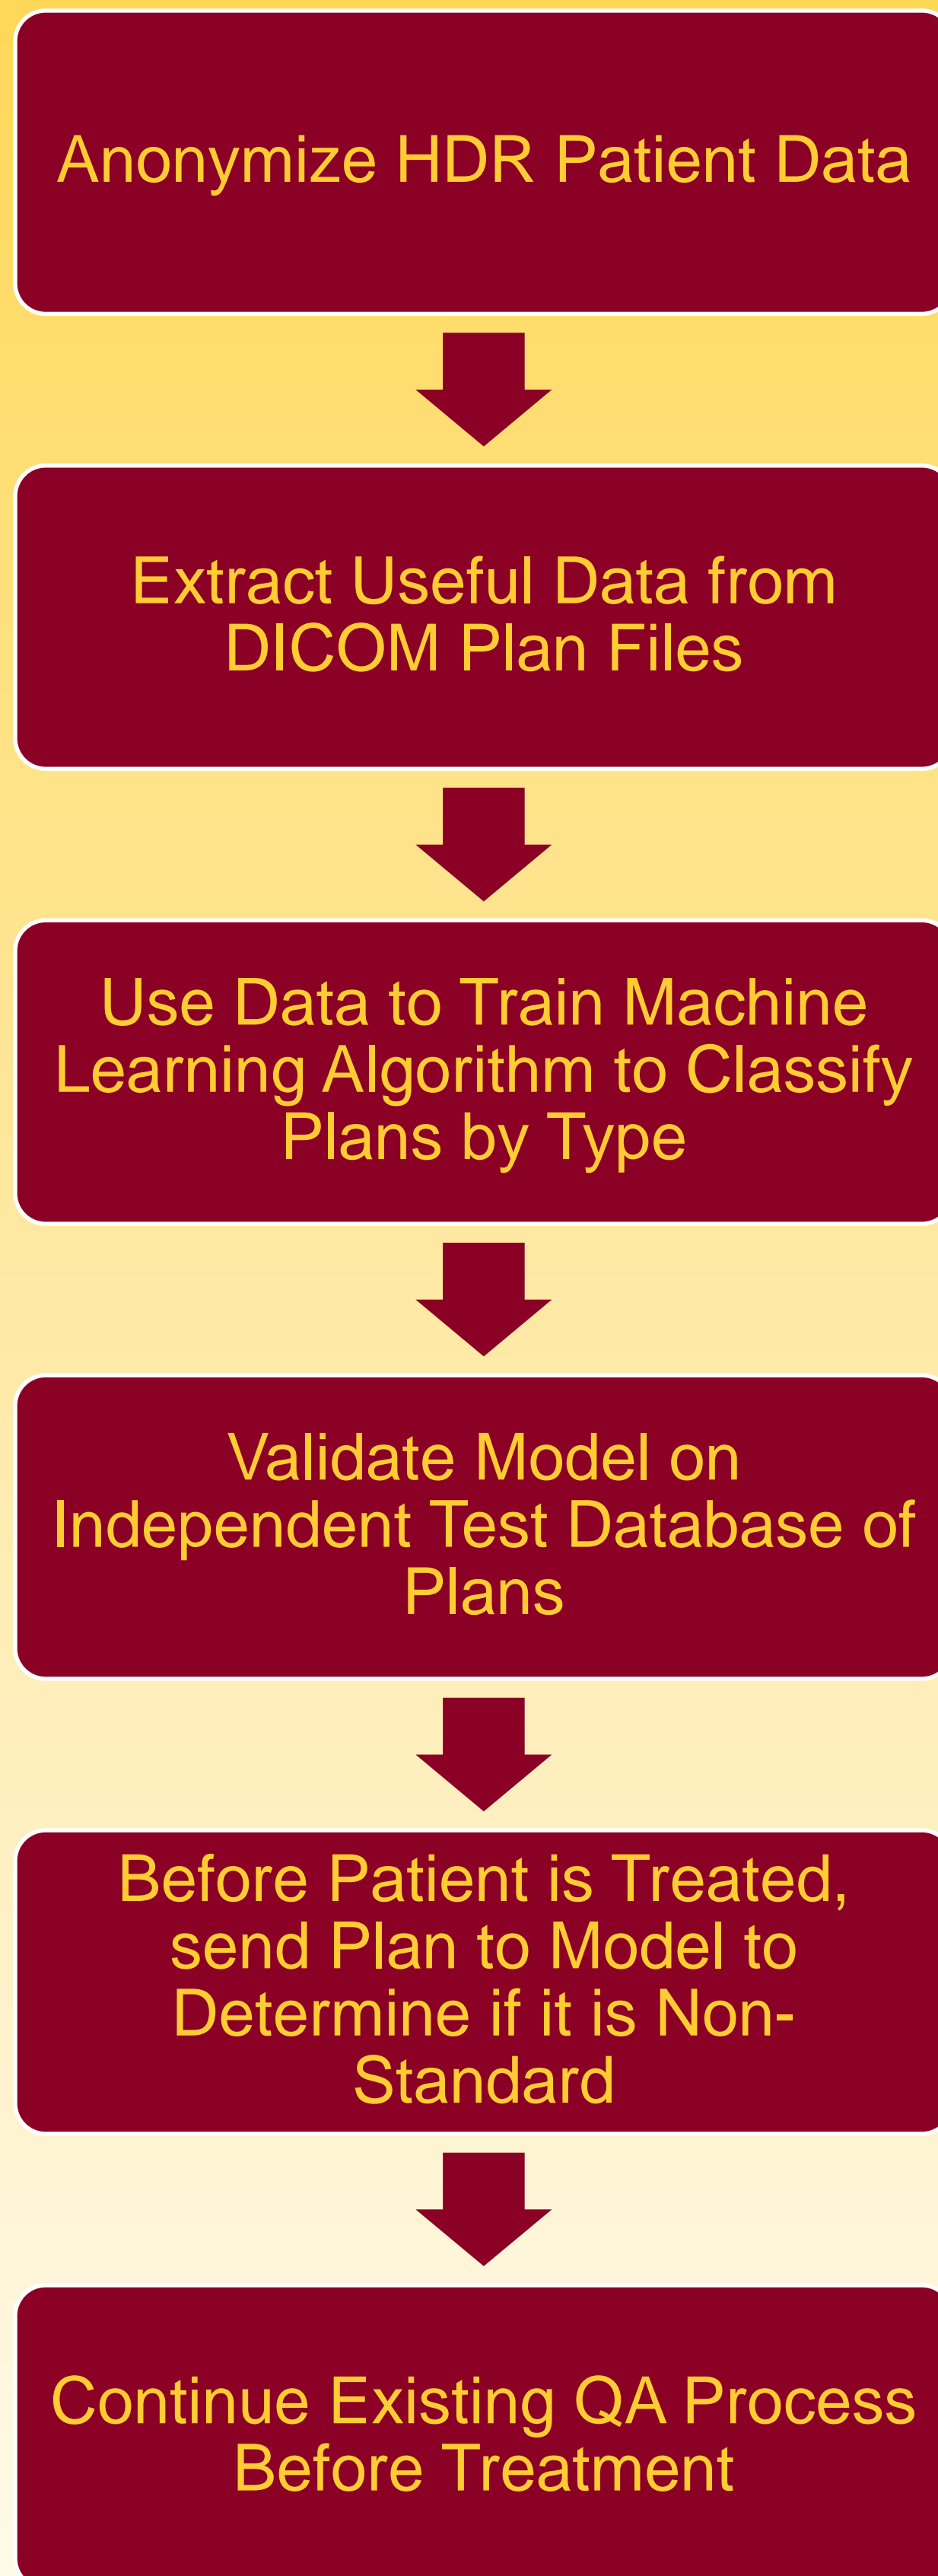 Anonymize HDR Patient Data
Extract Useful Data from
DICOM Plan Files
Use Data to Train Machine
Learning Algorithm to Classify
Plans by Type
Validate Model on
Independent Test Database of
Plans
Before Patient is Treated,
send Plan to Model to
Determine if it is Non-
Standard
Continue Existing QA Process
Before Treatment